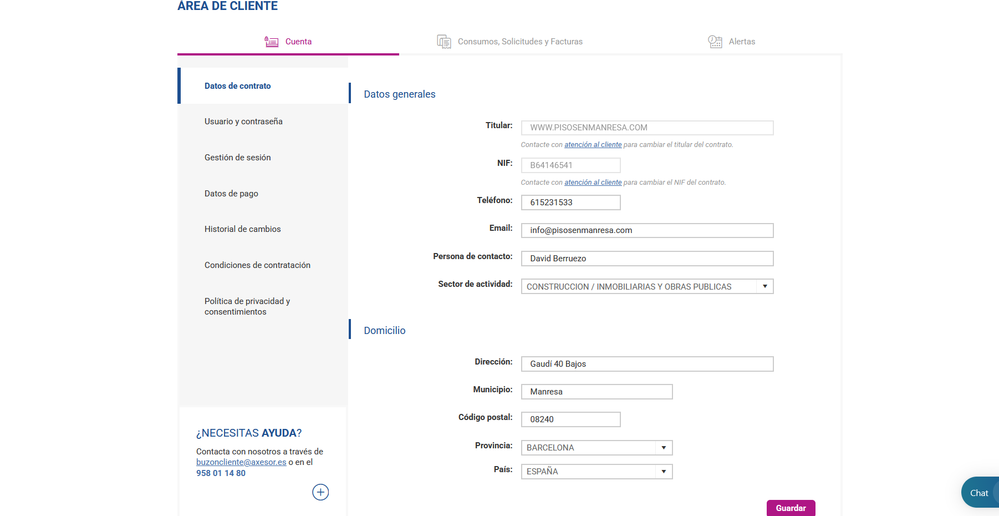 ÁREA DE CLIENTE
Cuenta
Consumos, Solicitudes y Facturas
Alertas
Datos de contrato
Usuario y contraseña
Gestión de sesión
Datos de pago
Historial de cambios
Condiciones de contratación
Política de privacidad y
consentimientos
¿NECESITAS AYUDA?
Contacta con nosotros a través de
buzoncliente@axesor.es o en el
958 01 14 80
Datos generales
Titular: WWW.PISOSENMANRESA.COM
Contacte con atención al cliente para cambiar el titular del contrato.
NIF: B64146541
Contacte con atención al cliente para cambiar el NIF del contrato.
Teléfono: 615231533
Email: info@pisosenmanresa.com
Persona de contacto: David Berruezo
Sector de actividad: CONSTRUCCION / INMOBILIARIAS Y OBRAS PUBLICAS
Domicilio
Dirección: Gaudí 40 Bajos
Municipio: Manresa
Código postal: 08240
Provincia: BARCELONA
País: ESPAÑA
Guardar
Chat